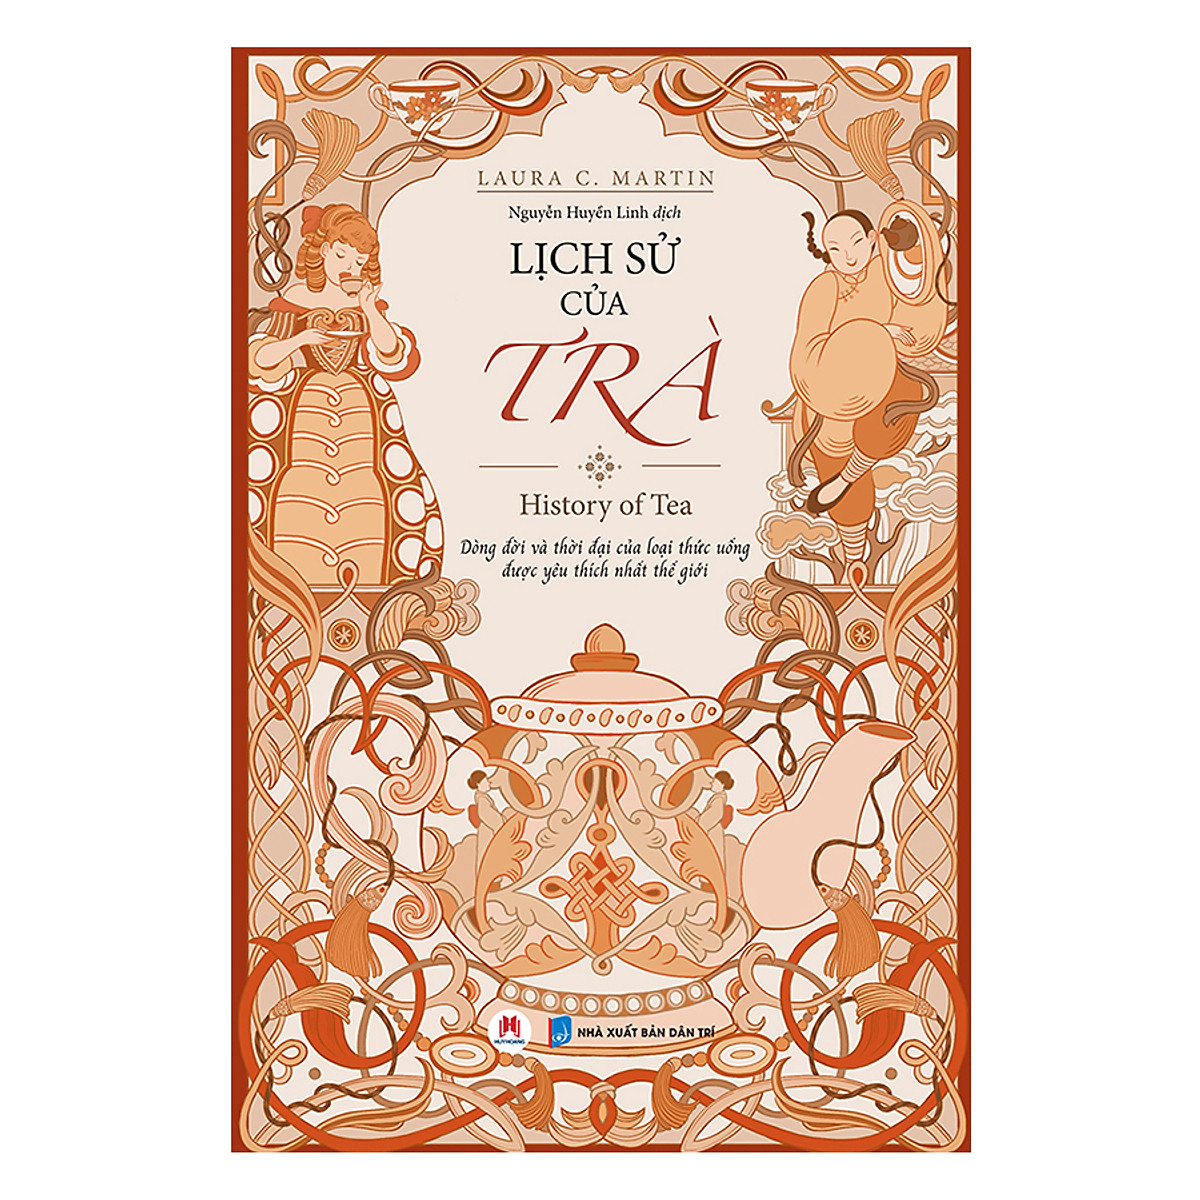 LAURA C. MARTIN
Nguyễn Huyền Linh dịch
LỊCH SỬ
CỦA
TRÀ
History of Tea
Dòng đời và thời đại của loại thức uống
được yêu thích nhất thế giới
HUYHOANG
NHÀ XUẤT BẢN DÂN TRÍ